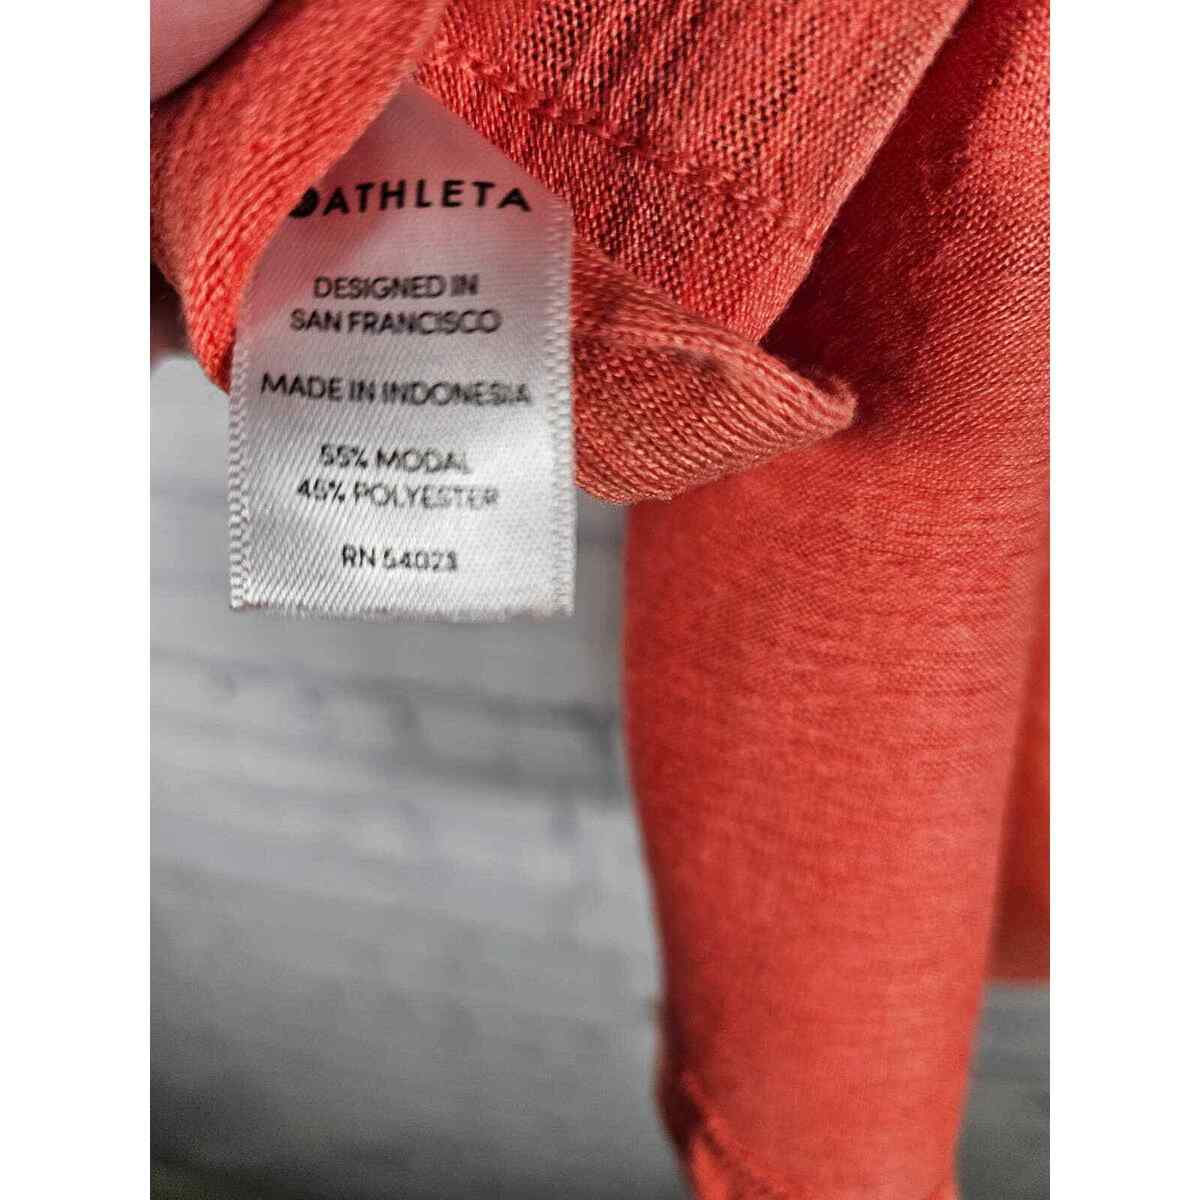 ATHLETA
DESIGNED IN
SAN FRANCISCO
MADE IN INDONESIA
55% MODAL
45% POLYESTER
RN 54023